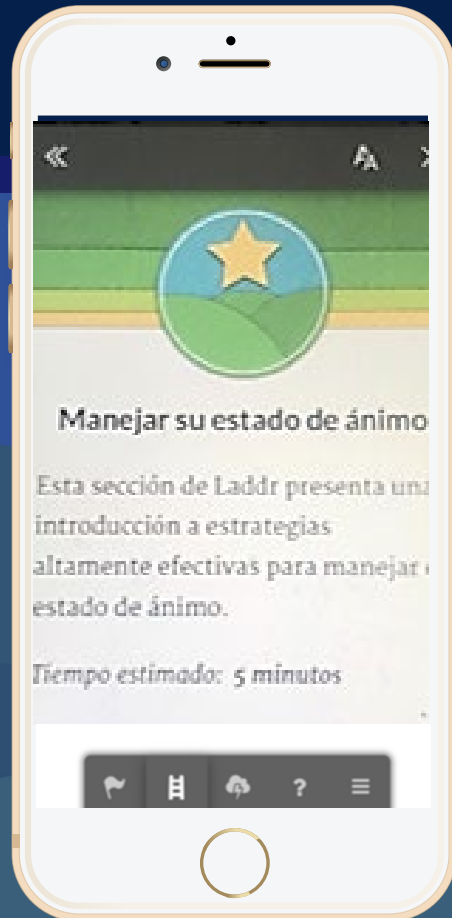 Manejar su estado de ánimo
Esta sección de Laddr presenta una
introducción a estrategias
altamente efectivas para manejar
estado de ánimo.
Tiempo estimado: 5 minutos
?